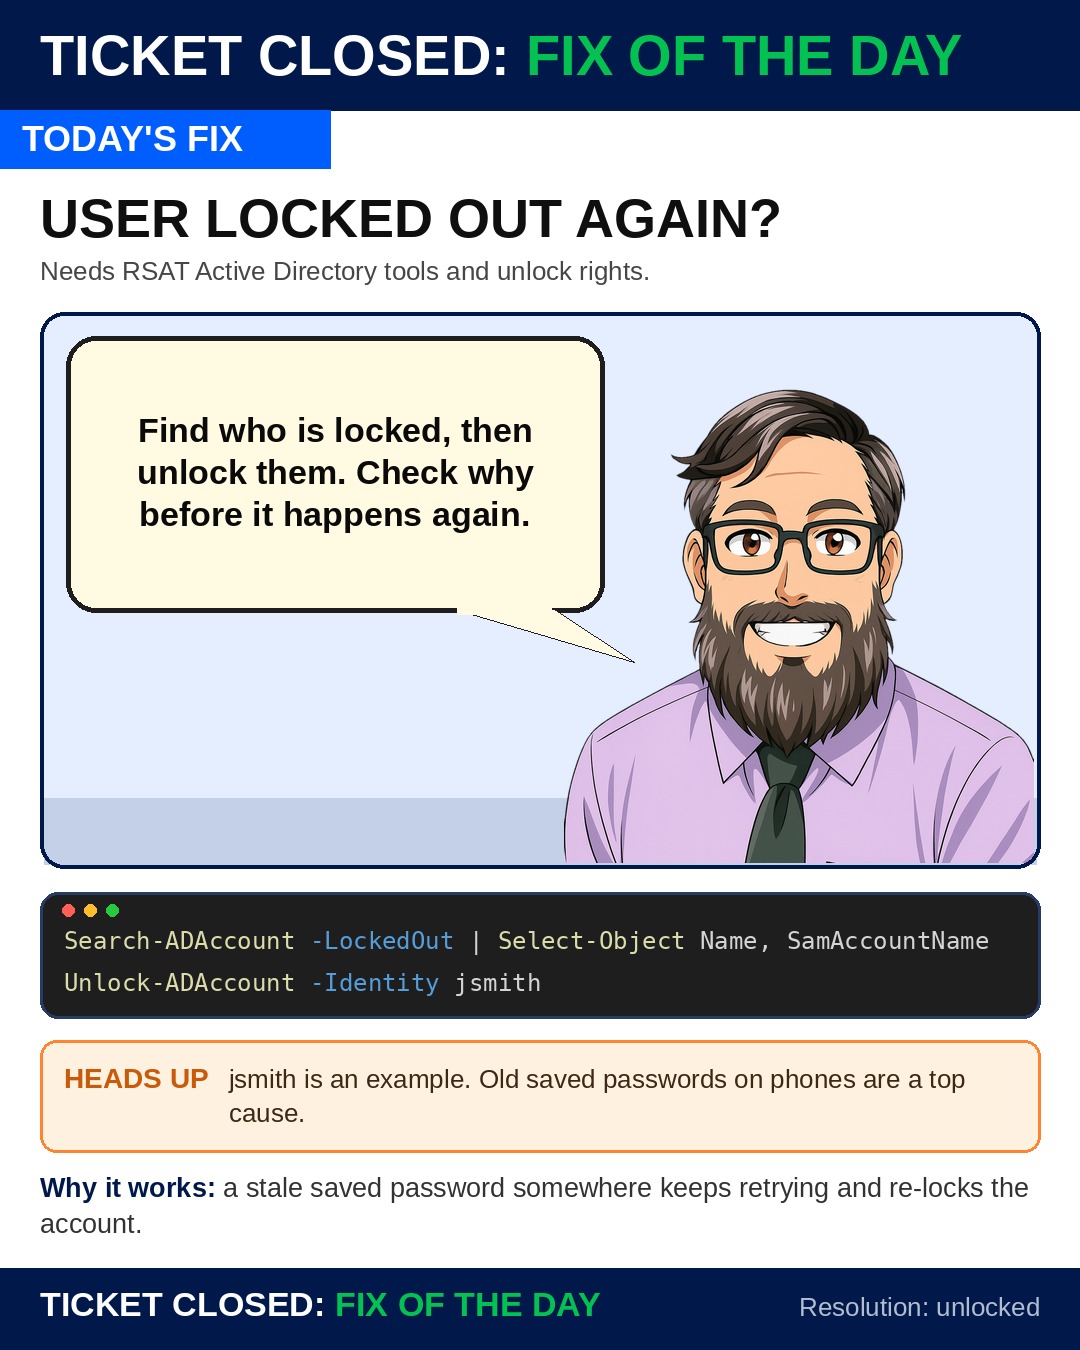 TICKET CLOSED: FIX OF THE DAY
TODAY'S FIX
USER LOCKED OUT AGAIN?
Needs RSAT Active Directory tools and unlock rights.
Find who is locked, then
unlock them. Check why
before it happens again.
Search-ADAccount -LockedOut | Select-Object Name, SamAccountName
Unlock-ADAccount -Identity jsmith
HEADS UP jsmith is an example. Old saved passwords on phones are a top
cause.
Why it works: a stale saved password somewhere keeps retrying and re-locks the
account.
TICKET CLOSED: FIX OF THE DAY
Resolution: unlocked